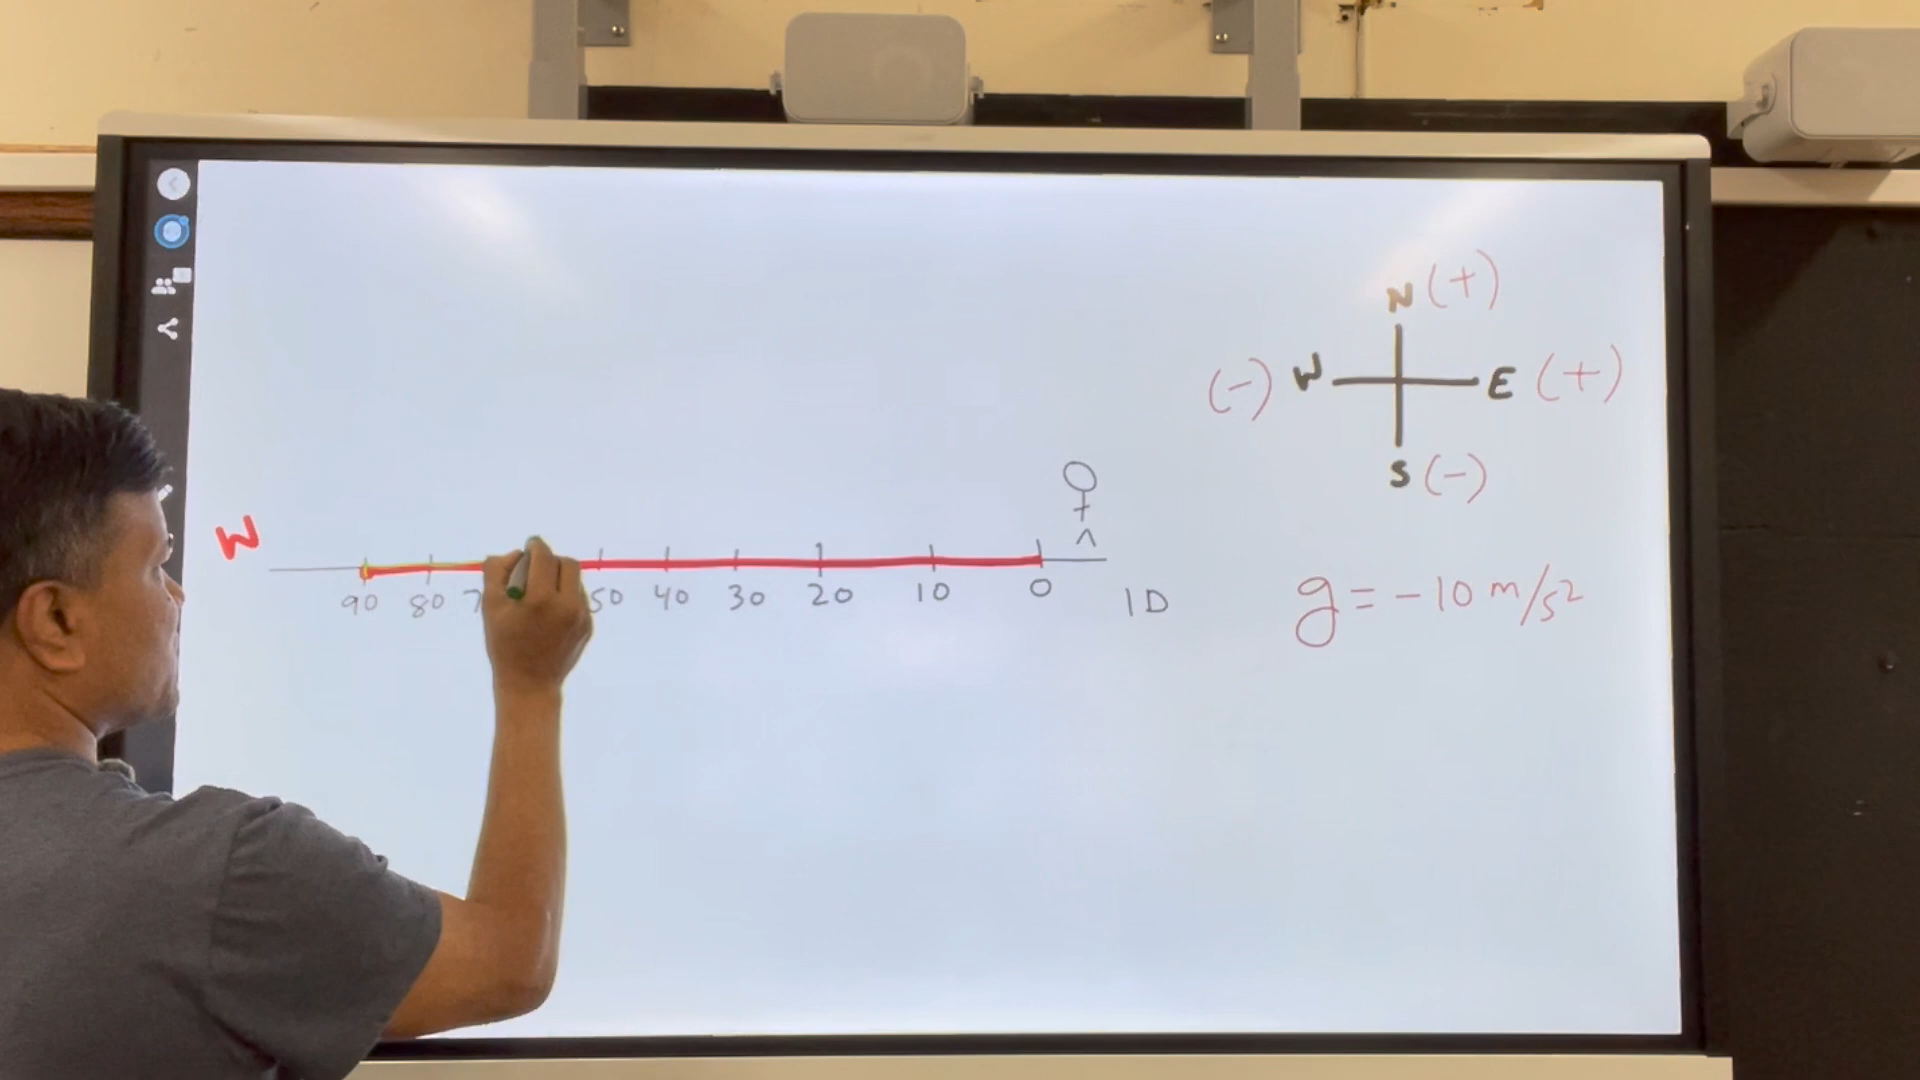 N (+)
(-) W E (+)
S (-)
W
90 80 7 50 40 30 20 10 0 1D
g = -10 m/s²